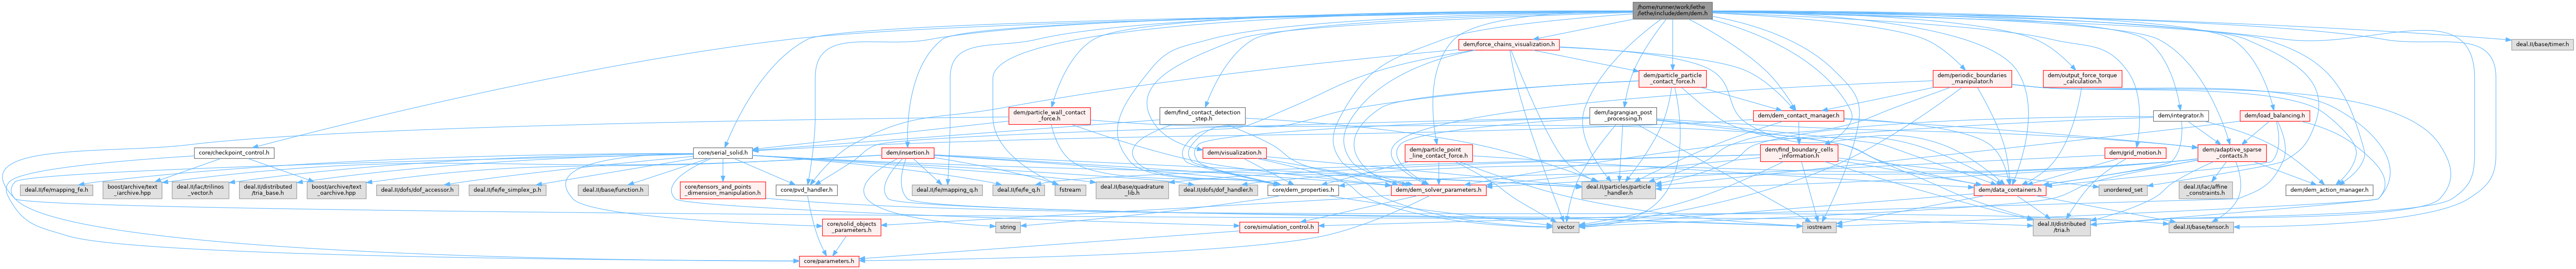 /home/runner/work/lethe
/lethe/include/dem/dem.h
dem/force_chains_visualization.h
deal.II/base/timer.h
dem/particle_particle
_contact_force.h
dem/periodic_boundaries
_manipulator.h
dem/output_force_torque
_calculation.h
dem/particle_wall_contact
_force.h
dem/find_contact_detection
_step.h
dem/lagrangian_post
_processing.h
dem/dem_contact_manager.h
dem/integrator.h
dem/load_balancing.h
core/checkpoint_control.h
core/serial_solid.h
dem/insertion.h
dem/visualization.h
dem/particle_point
_line_contact_force.h
dem/find_boundary_cells
_information.h
dem/grid_motion.h
dem/adaptive_sparse
_contacts.h
deal.II/fe/mapping_fe.h
boost/archive/text
_iarchive.hpp
deal.II/lac/trilinos
_vector.h
deal.II/distributed
/tria_base.h
boost/archive/text
_oarchive.hpp
deal.II/dofs/dof_accessor.h
deal.II/fe/fe_simplex_p.h
deal.II/base/function.h
core/tensors_and_points
_dimension_manipulation.h
core/pvd_handler.h
deal.II/fe/mapping_q.h
deal.II/fe/fe_q.h
fstream
deal.II/base/quadrature
_lib.h
deal.II/dofs/dof_handler.h
core/dem_properties.h
dem/dem_solver_parameters.h
deal.II/particles/particle
_handler.h
dem/data_containers.h
unordered_set
deal.II/lac/affine
_constraints.h
dem/dem_action_manager.h
core/solid_objects
_parameters.h
string
core/simulation_control.h
vector
iostream
deal.II/distributed
/tria.h
deal.II/base/tensor.h
core/parameters.h